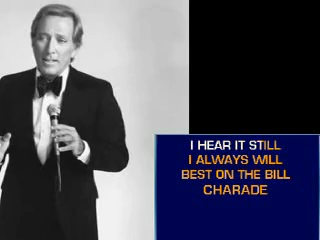 I HEAR IT STILL
I ALWAYS WILL
BEST ON THE BILL
CHARADE